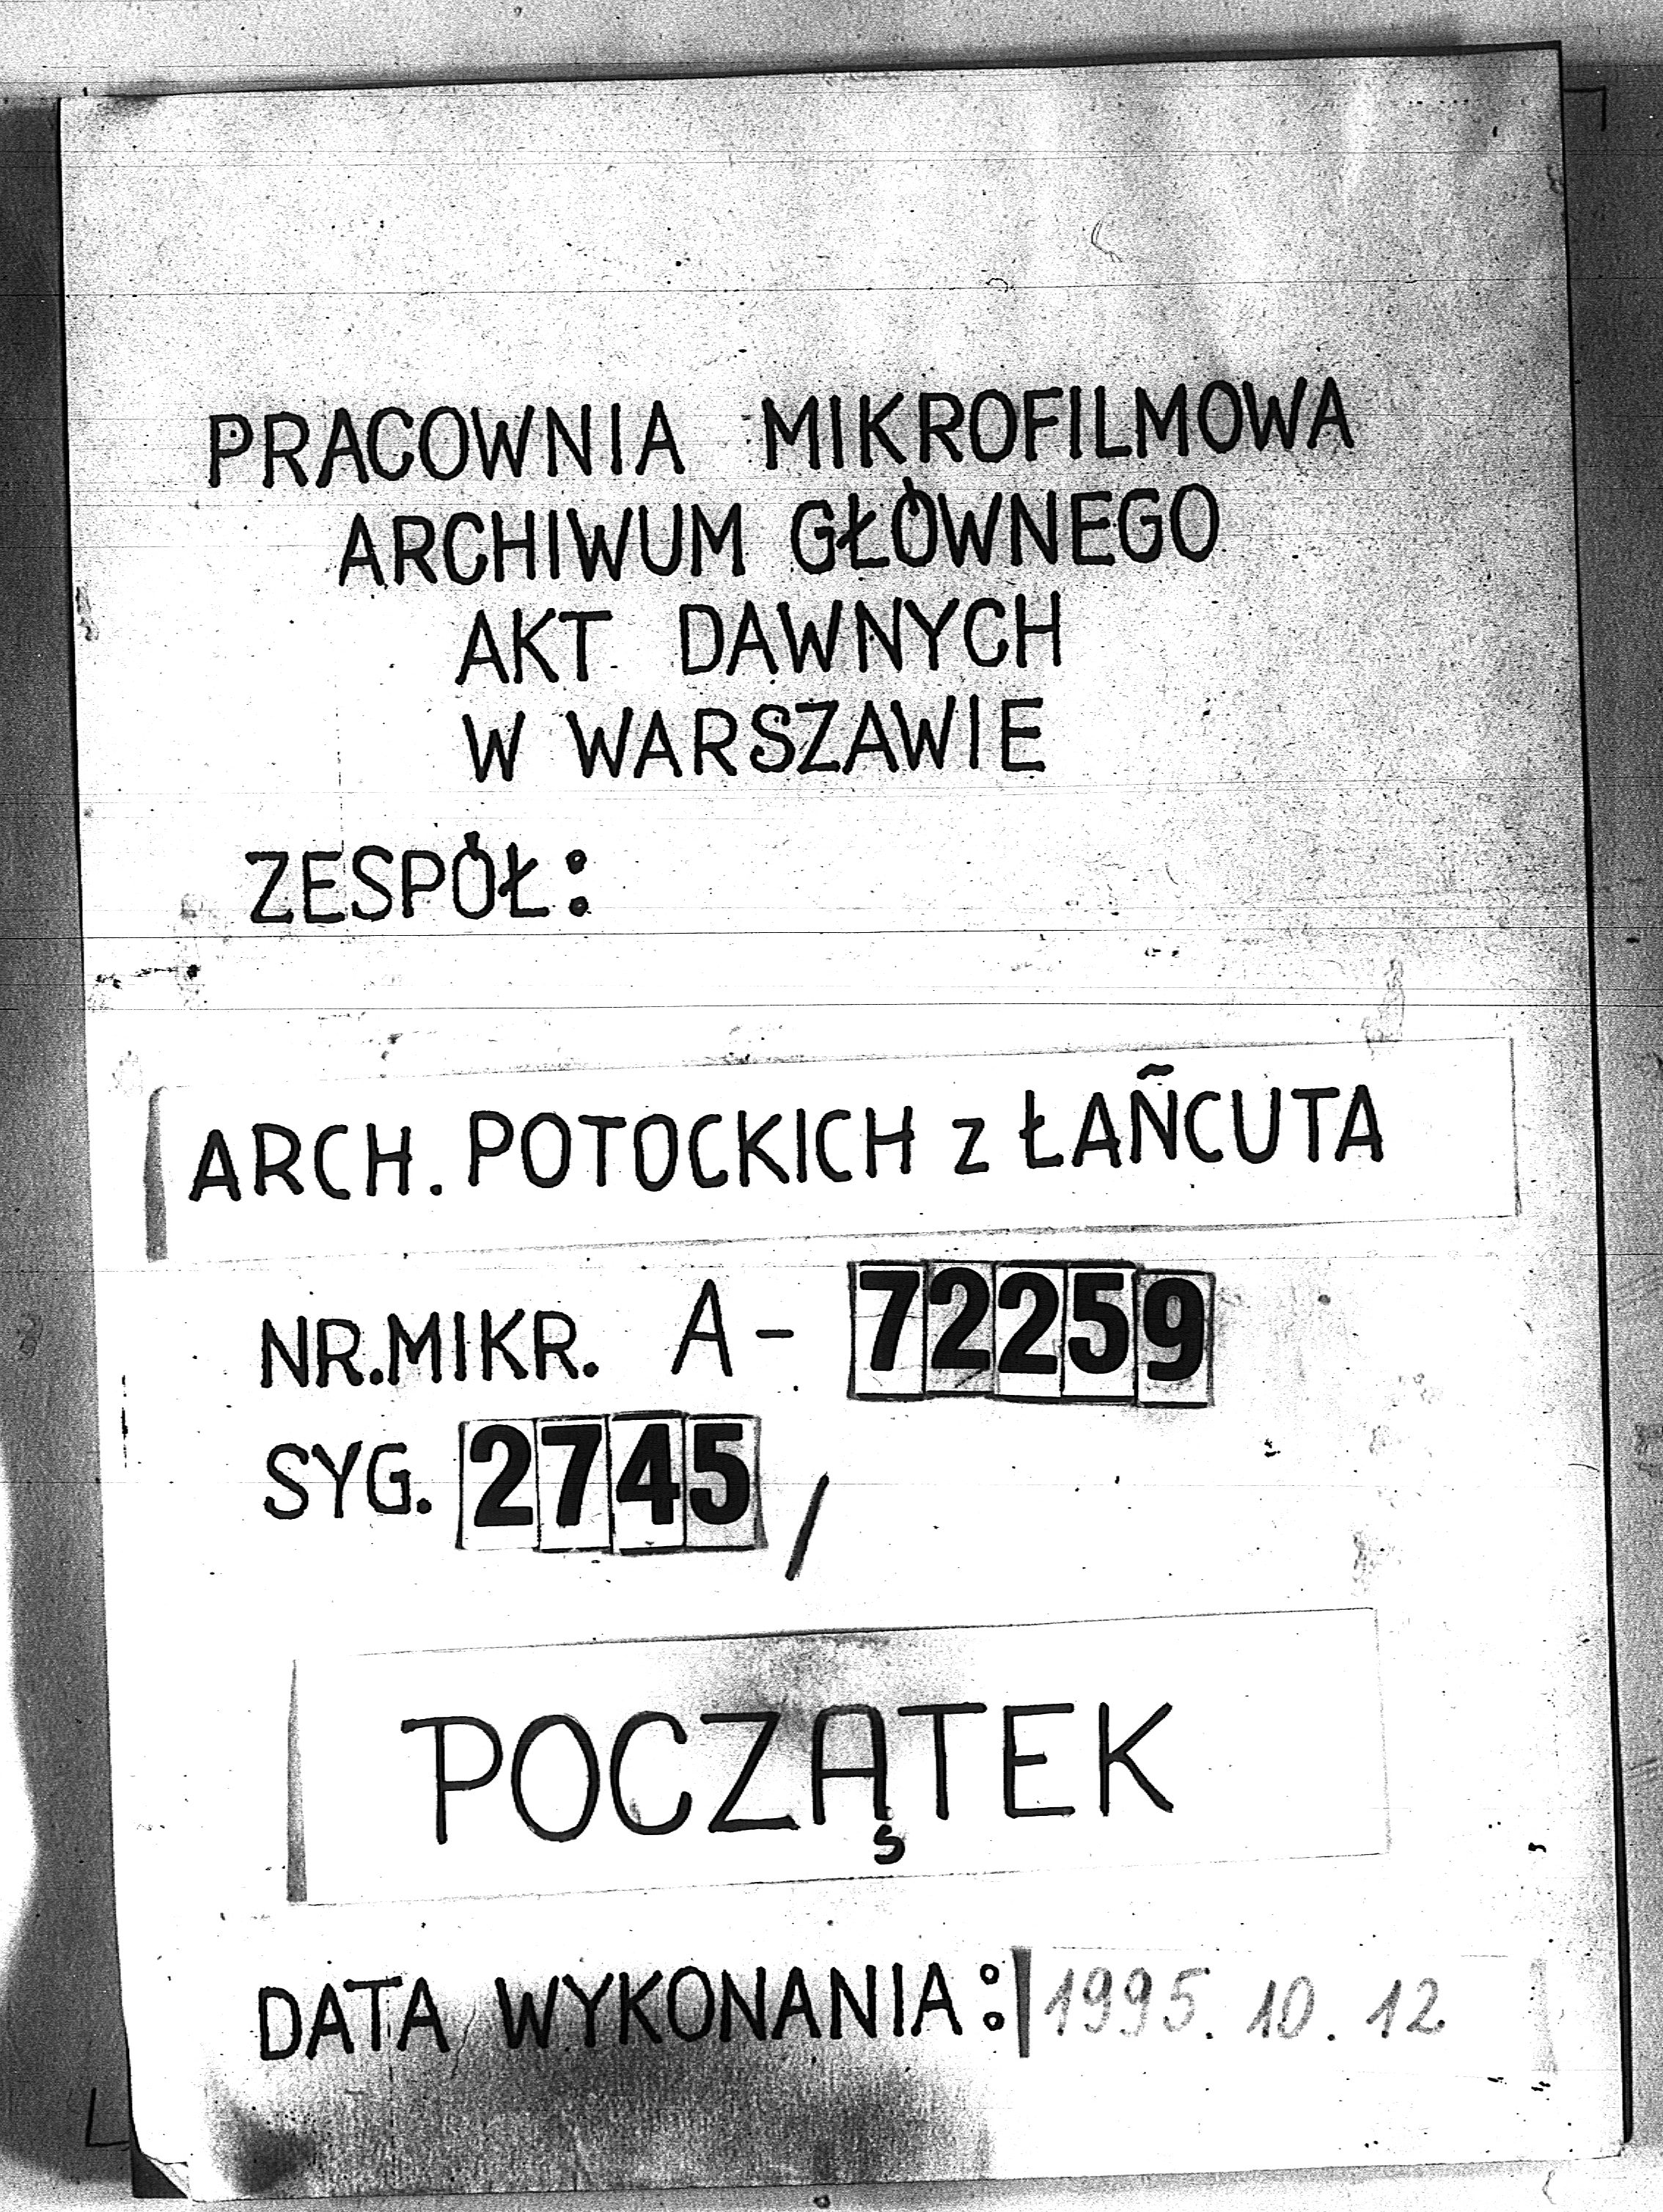 PRACOWNIA MIKROFILMOWA
ARCHIWUM GŁÓWNEGO
AKT DAWNYCH
W WARSZAWIE
ZESPÓŁ:
ARCH. POTOCKICH z ŁAŃCUTA
NR.MIKR. A- 72259
SYG. 2745/
POCZĄTEK
DATA WYKONANIA: 1995.10.12